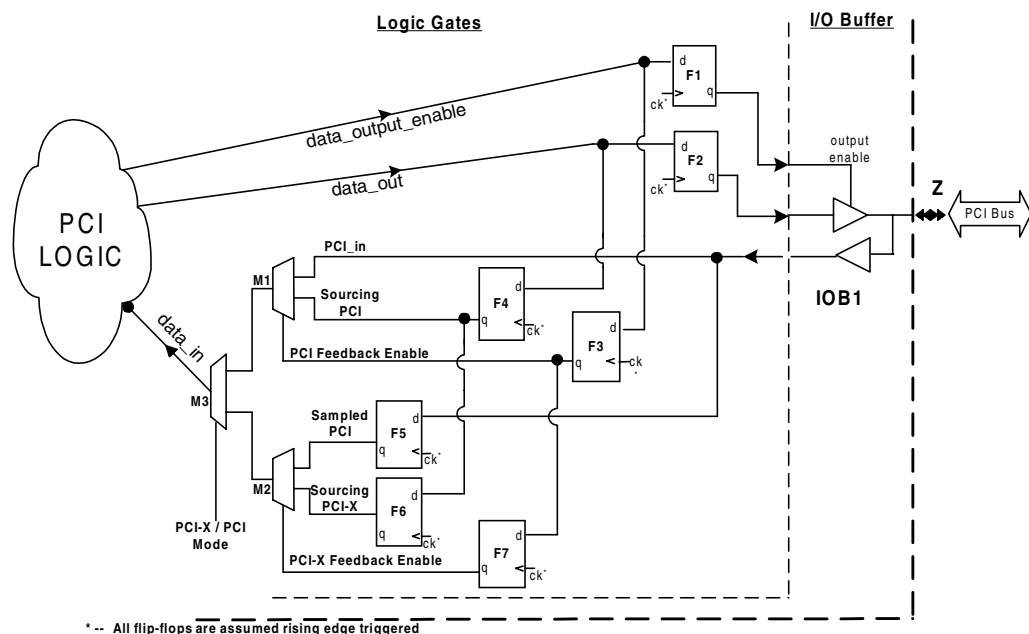 Logic Gates
I/O Buffer
d
F1
q
ck*
data_output_enable
d
F2
q
ck*
data_out
output
enable
Z
PCI Bus
PCI
LOGIC
PCI_in
M1
Sourcing
PCI
d
F4
q
ck*
IOB1
d
F3
q
ck
*
PCI Feedback Enable
data_in
M3
Sampled
PCI
d
F5
q
ck*
M2
Sourcing
PCI-X
d
F6
q
ck*
PCI-X / PCI
Mode
d
F7
q
ck*
PCI-X Feedback Enable
* -- All flip-flops are assumed rising edge triggered